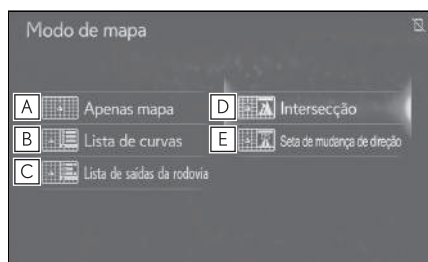 Modo de mapa
A Apenas mapa
B Lista de curvas
C Lista de saídas da rodovia
D Intersecção
E Seta de mudança de direção